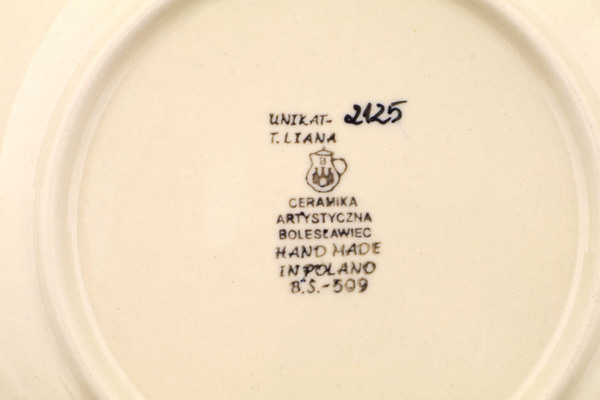 UNIKAT- 2125
T. LIANA
B
CERAMIKA
ARTYSTYCZNA
BOLESŁAWIEC
HAND MADE
IN POLAND
B.S.-509